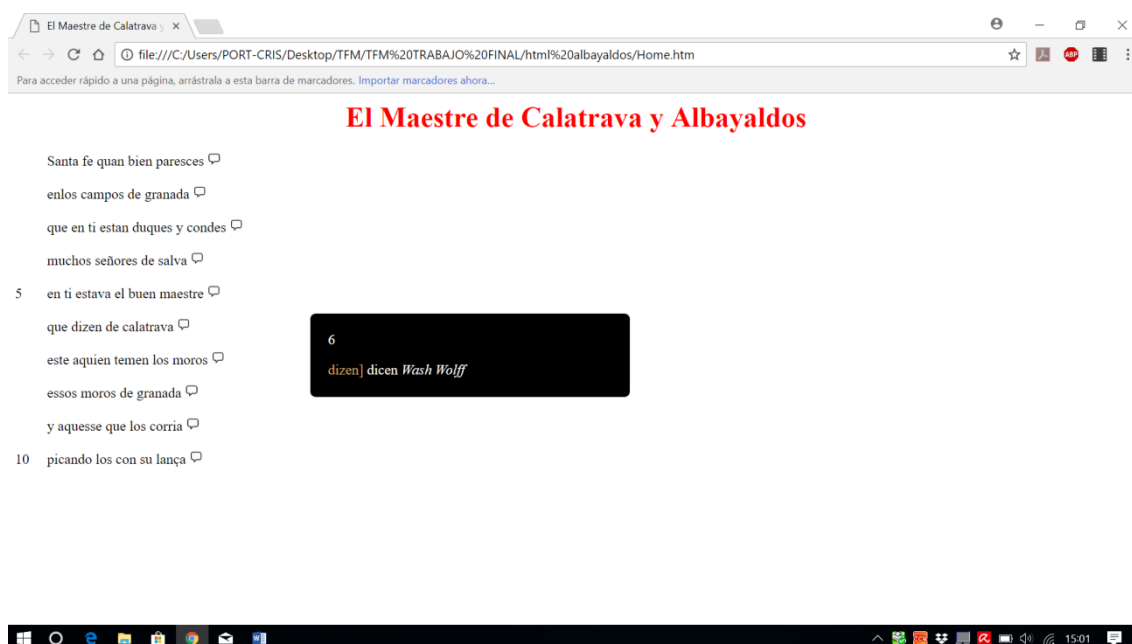 El Maestre de Calatrava y
file:///C:/Users/PORT-CRIS/Desktop/TFM/TFM%20TRABAJO%20FINAL/html%20albayaldos/Home.htm
ABP
Para acceder rápido a una página, arrástrala a esta barra de marcadores. Importar marcadores ahora...
El Maestre de Calatrava y Albayaldos
Santa fe quan bien paresces
enlos campos de granada
que en ti estan duques y condes
muchos señores de salva
5 en ti estava el buen maestre
que dizen de calatrava
este aquien temen los moros
essos moros de granada
y aquesse que los corria
10 picando los con su lança
6
dizen] dicen Wash Wolff
15:01